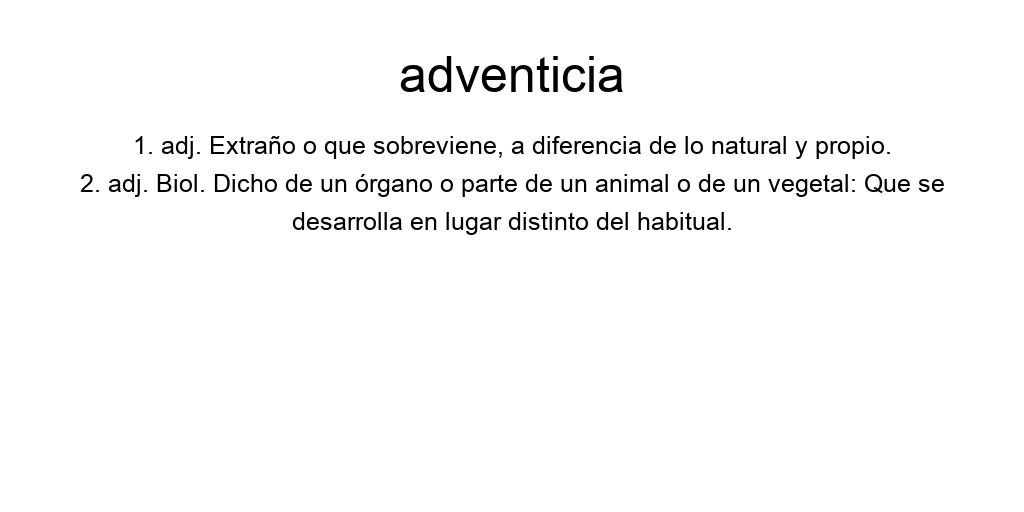 adventicia
1. adj. Extraño o que sobreviene, a diferencia de lo natural y propio.
2. adj. Biol. Dicho de un órgano o parte de un animal o de un vegetal: Que se
desarrolla en lugar distinto del habitual.